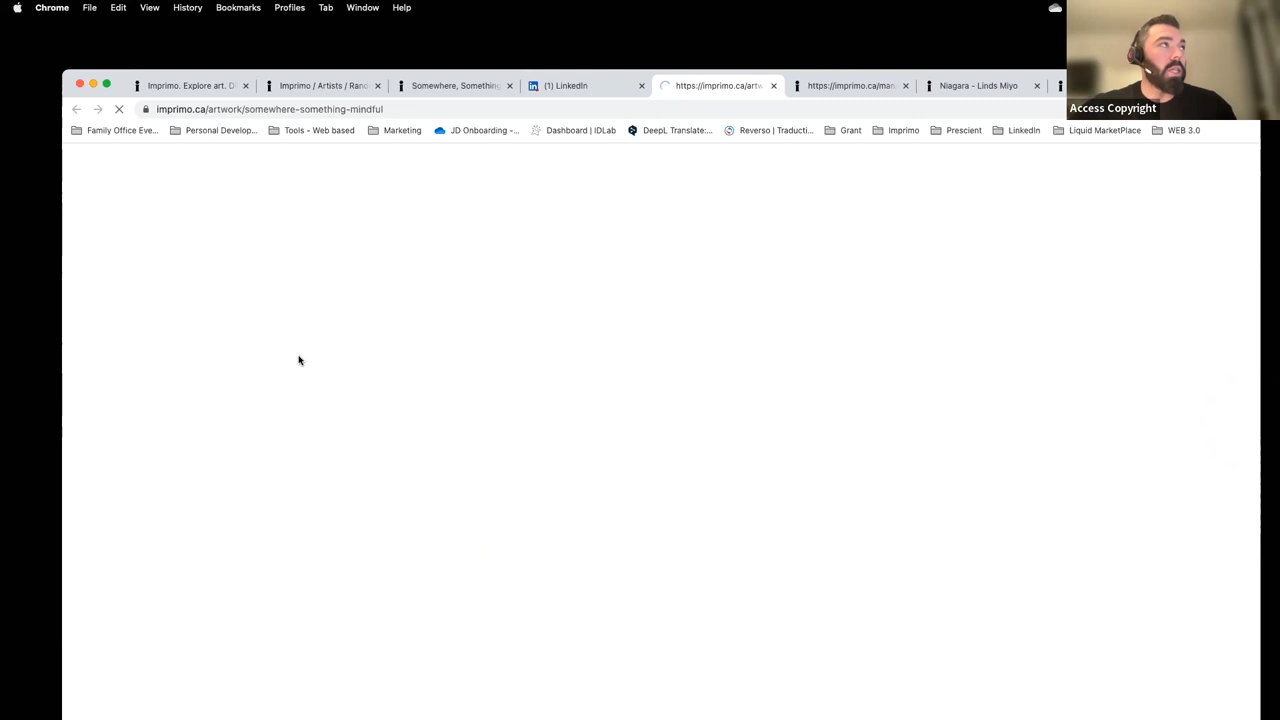 Chrome File Edit View History Bookmarks Profiles Tab Window Help
Access Copyright
Imprimo. Explore art. D
Imprimo / Artists / Ranc
Somewhere, Something
(1) LinkedIn
https://imprimo.ca/artw
https://imprimo.ca/man
Niagara - Linds Miyo
imprimo.ca/artwork/somewhere-something-mindful
Family Office Eve... Personal Develop... Tools - Web based Marketing JD Onboarding -... Dashboard | IDLab DeepL Translate:... Reverso | Traducti... Grant Imprimo Prescient LinkedIn Liquid MarketPlace WEB 3.0